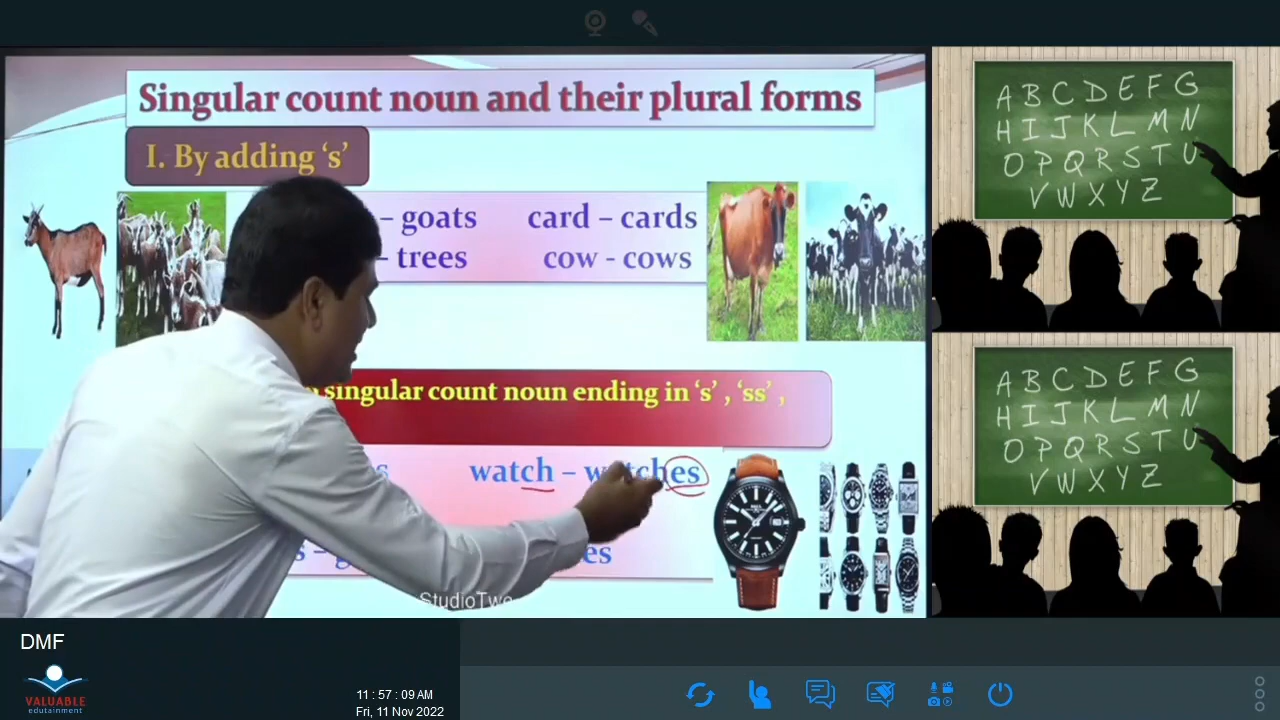 Singular count noun and their plural forms
I. By adding ‘s’
– goats card – cards
– trees cow - cows
singular count noun ending in ‘s’ , ‘ss’ ,
watch – watches
StudioTwo
A B C D E F G
H I J K L M N
O P Q R S T U
V W X Y Z
A B C D E F G
H I J K L M N
O P Q R S T U
V W X Y Z
DMF
VALUABLE
edutainment
11 : 57 : 09 AM
Fri, 11 Nov 2022